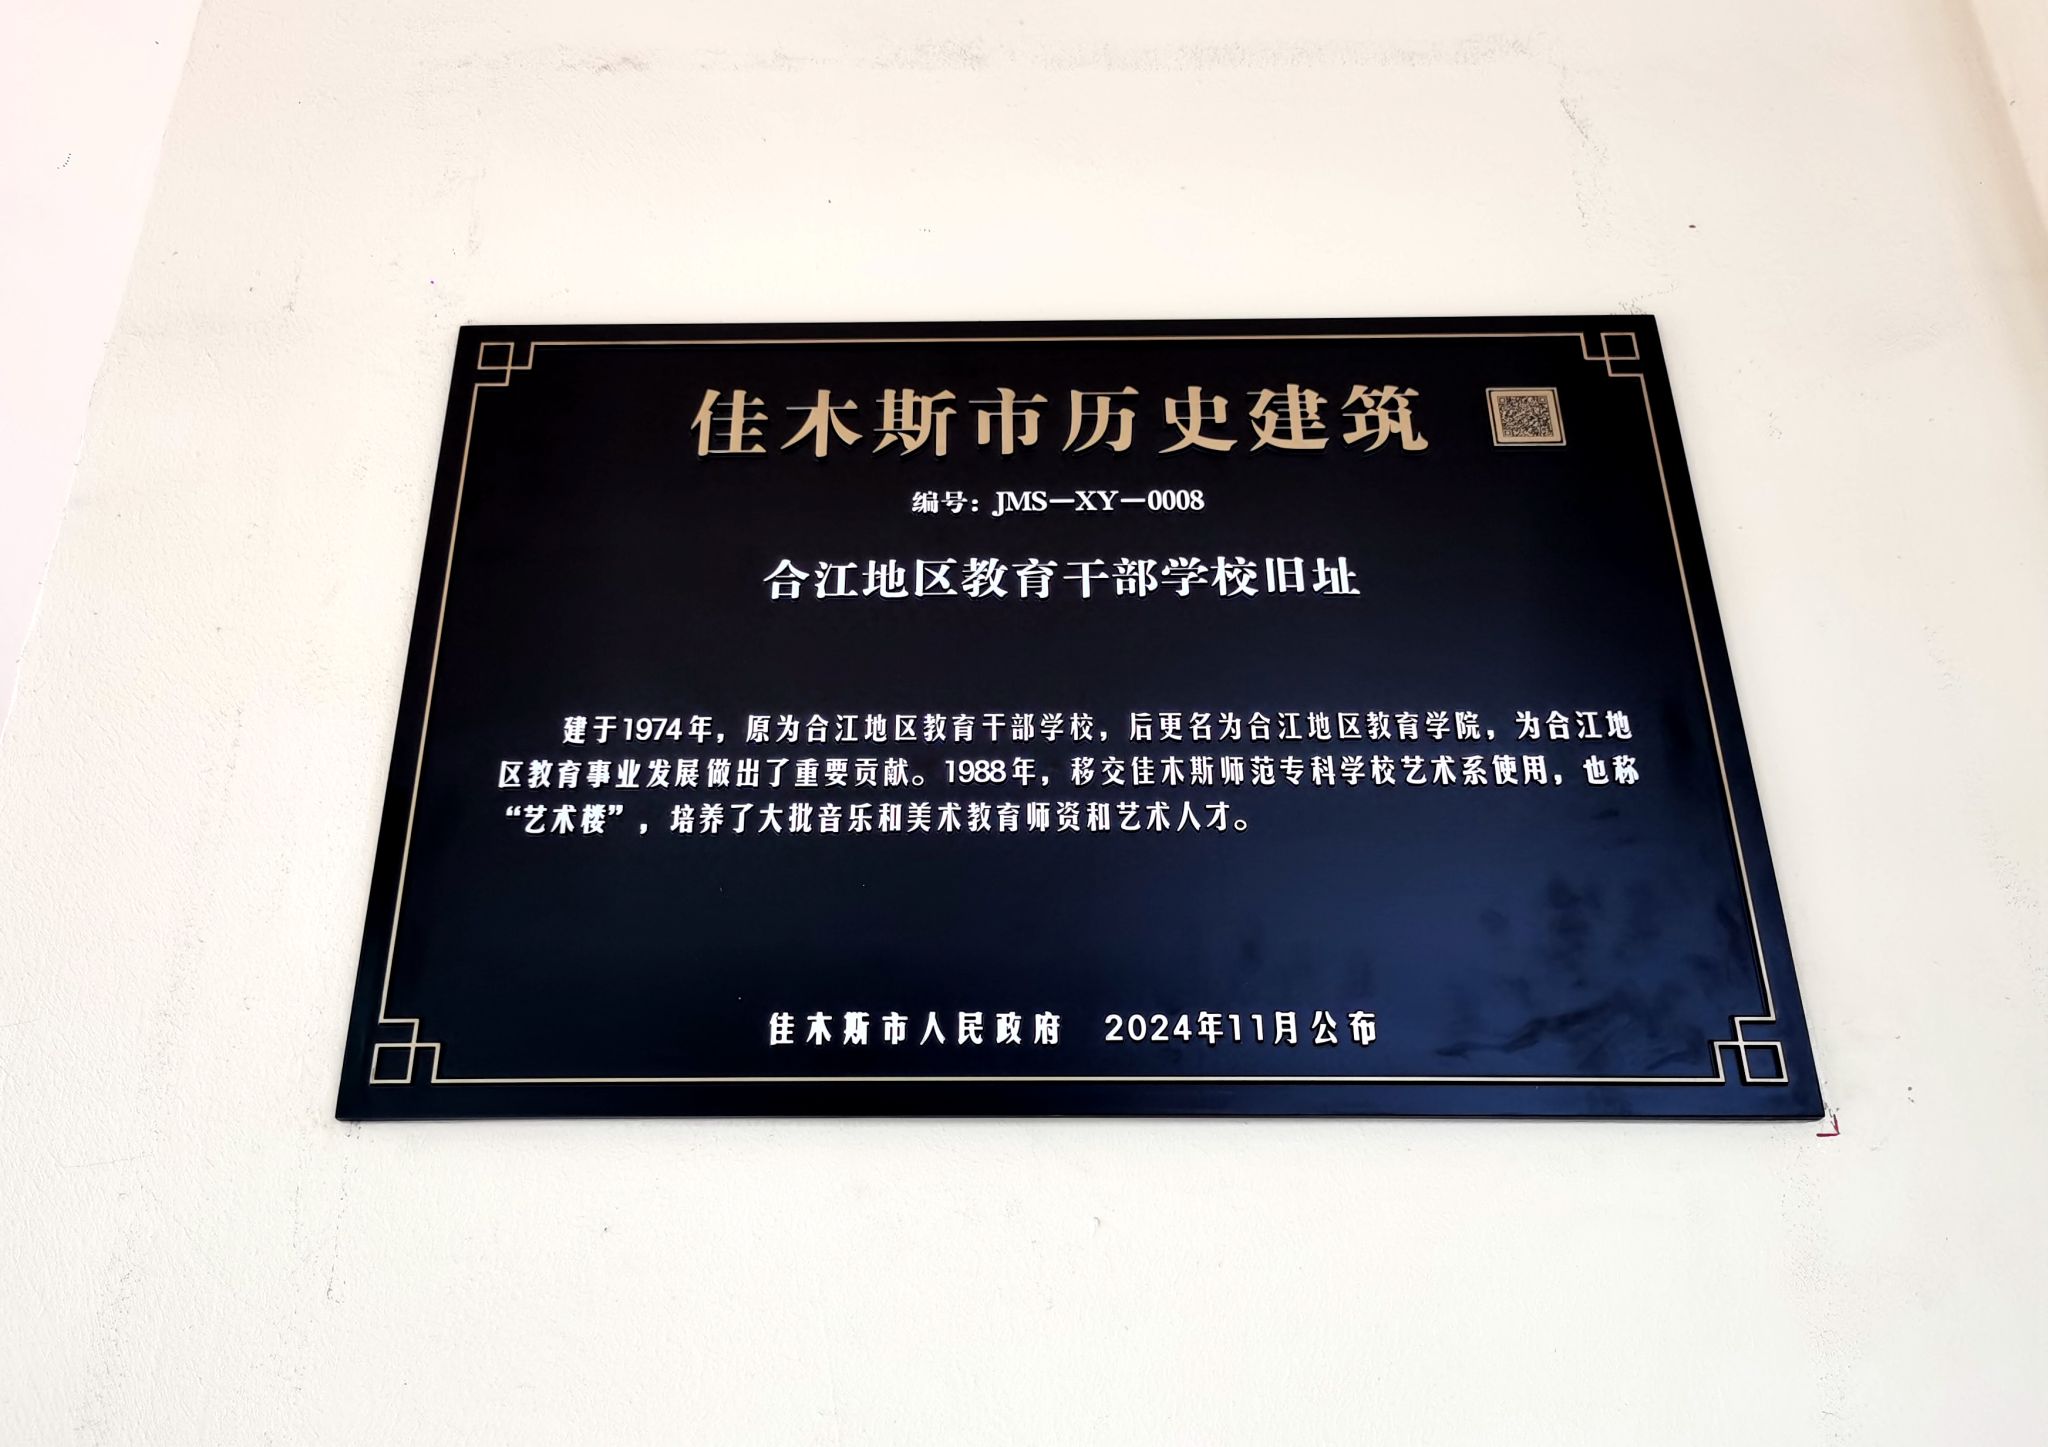 佳木斯市历史建筑
编号：JMS—XY—0008
合江地区教育干部学校旧址
建于1974年，原为合江地区教育干部学校，后更名为合江地区教育学院，为合江地
区教育事业发展做出了重要贡献。1988年，移交佳木斯师范专科学校艺术系使用，也称
“艺术楼”，培养了大批音乐和美术教育师资和艺术人才。
佳木斯市人民政府 2024年11月公布